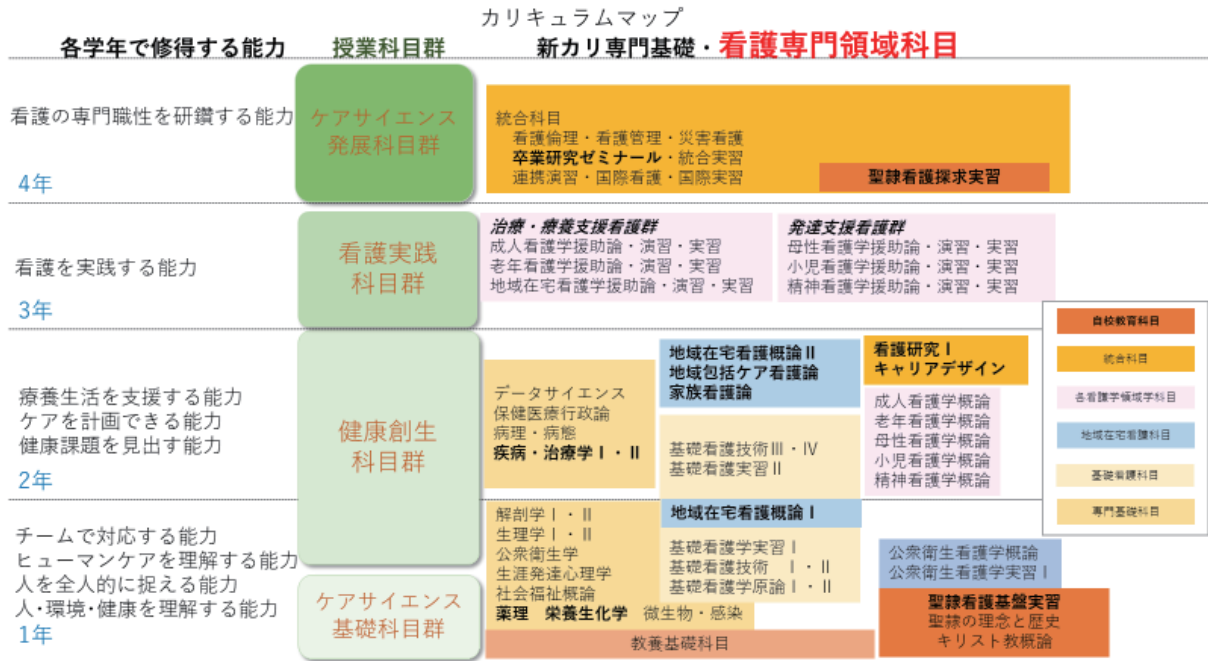 カリキュラムマップ
各学年で修得する能力
授業科目群
新カリ専門基礎・看護専門領域科目
看護の専門職性を研鑽する能力
4年
ケアサイエンス
発展科目群
統合科目
看護倫理・看護管理・災害看護
卒業研究ゼミナール・統合実習
連携演習・国際看護・国際実習
聖隷看護探求実習
看護を実践する能力
3年
看護実践
科目群
治療・療養支援看護群
成人看護学援助論・演習・実習
老年看護学援助論・演習・実習
地域在宅看護学援助論・演習・実習
発達支援看護群
母性看護学援助論・演習・実習
小児看護学援助論・演習・実習
精神看護学援助論・演習・実習
療養生活を支援する能力
ケアを計画できる能力
健康課題を見出す能力
2年
健康創生
科目群
データサイエンス
保健医療行政論
病理・病態
疾病・治療学Ⅰ・Ⅱ
地域在宅看護概論Ⅱ
地域包括ケア看護論
家族看護論
基礎看護技術Ⅲ・Ⅳ
基礎看護実習Ⅱ
看護研究Ⅰ
キャリアデザイン
成人看護学概論
老年看護学概論
母性看護学概論
小児看護学概論
精神看護学概論
自校教育科目
統合科目
各看護学領域学科目
地域在宅看護科目
基礎看護科目
専門基礎科目
チームで対応する能力
ヒューマンケアを理解する能力
人を全人的に捉える能力
人・環境・健康を理解する能力
1年
ケアサイエンス
基礎科目群
解剖学Ⅰ・Ⅱ
生理学Ⅰ・Ⅱ
公衆衛生学
生涯発達心理学
社会福祉概論
薬理 栄養生化学 微生物・感染
地域在宅看護概論Ⅰ
基礎看護学実習Ⅰ
基礎看護技術 Ⅰ・Ⅱ
基礎看護学原論Ⅰ・Ⅱ
公衆衛生看護学概論
公衆衛生看護学実習Ⅰ
聖隷看護基盤実習
聖隷の理念と歴史
キリスト教概論
教養基礎科目